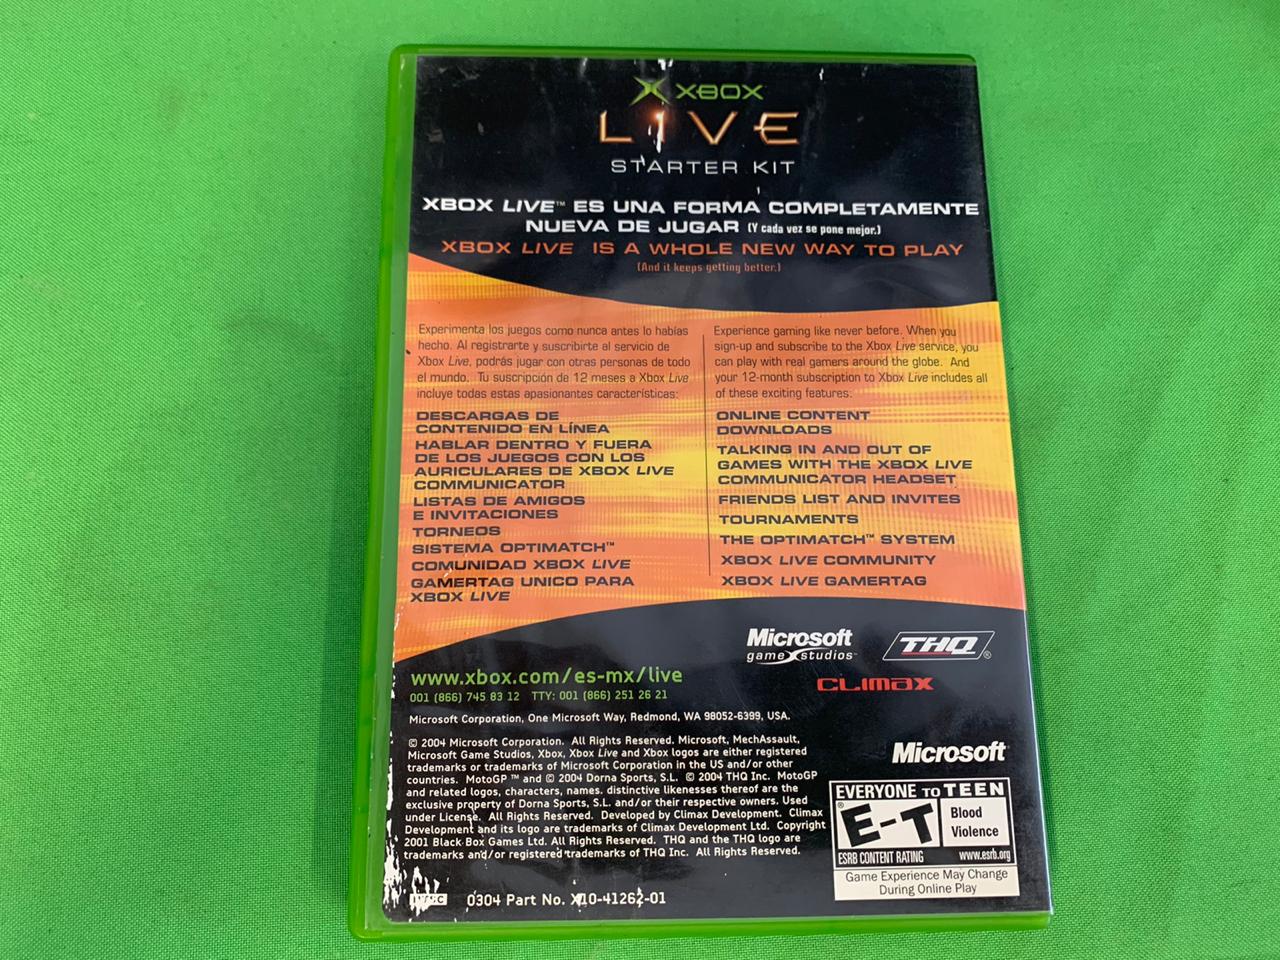 XBOX
LIVE
STARTER KIT
XBOX LIVE™ ES UNA FORMA COMPLETAMENTE
NUEVA DE JUGAR (Y cada vez se pone mejor.)
XBOX LIVE IS A WHOLE NEW WAY TO PLAY
(And it keeps getting better.)
Experimenta los juegos como nunca antes lo habías
hecho. Al registrarte y suscribirte al servicio de
Xbox Live, podrás jugar con otras personas de todo
el mundo. Tu suscripción de 12 meses a Xbox Live
incluye todas estas apasionantes características:
DESCARGAS DE
CONTENIDO EN LÍNEA
HABLAR DENTRO Y FUERA
DE LOS JUEGOS CON LOS
AURICULARES DE XBOX LIVE
COMMUNICATOR
LISTAS DE AMIGOS
E INVITACIONES
TORNEOS
SISTEMA OPTIMATCH™
COMUNIDAD XBOX LIVE
GAMERTAG UNICO PARA
XBOX LIVE
Experience gaming like never before. When you
sign-up and subscribe to the Xbox Live service, you
can play with real gamers around the globe. And
your 12-month subscription to Xbox Live includes all
of these exciting features:
ONLINE CONTENT
DOWNLOADS
TALKING IN AND OUT OF
GAMES WITH THE XBOX LIVE
COMMUNICATOR HEADSET
FRIENDS LIST AND INVITES
TOURNAMENTS
THE OPTIMATCH™ SYSTEM
XBOX LIVE COMMUNITY
XBOX LIVE GAMERTAG
Microsoft
game studios™
THQ®
CLIMAX
www.xbox.com/es-mx/live
001 (866) 745 83 12 TTY: 001 (866) 251 26 21
Microsoft Corporation, One Microsoft Way, Redmond, WA 98052-6399, USA.
© 2004 Microsoft Corporation. All Rights Reserved. Microsoft, MechAssault,
Microsoft Game Studios, Xbox, Xbox Live and Xbox logos are either registered
trademarks or trademarks of Microsoft Corporation in the US and/or other
countries. MotoGP ™ and © 2004 Dorna Sports, S.L. © 2004 THQ Inc. MotoGP
and related logos, characters, names, distinctive likenesses thereof are the
exclusive property of Dorna Sports, S.L. and/or their respective owners. Used
under License. All Rights Reserved. Developed by Climax Development. Climax
Development and its logo are trademarks of Climax Development Ltd. Copyright
2001 Black Box Games Ltd. All Rights Reserved. THQ and the THQ logo are
trademarks and/or registered trademarks of THQ Inc. All Rights Reserved.
NTSC 0304 Part No. X10-41262-01
Microsoft®
EVERYONE TO TEEN
E-T
®
Blood
Violence
ESRB CONTENT RATING www.esrb.org
Game Experience May Change
During Online Play